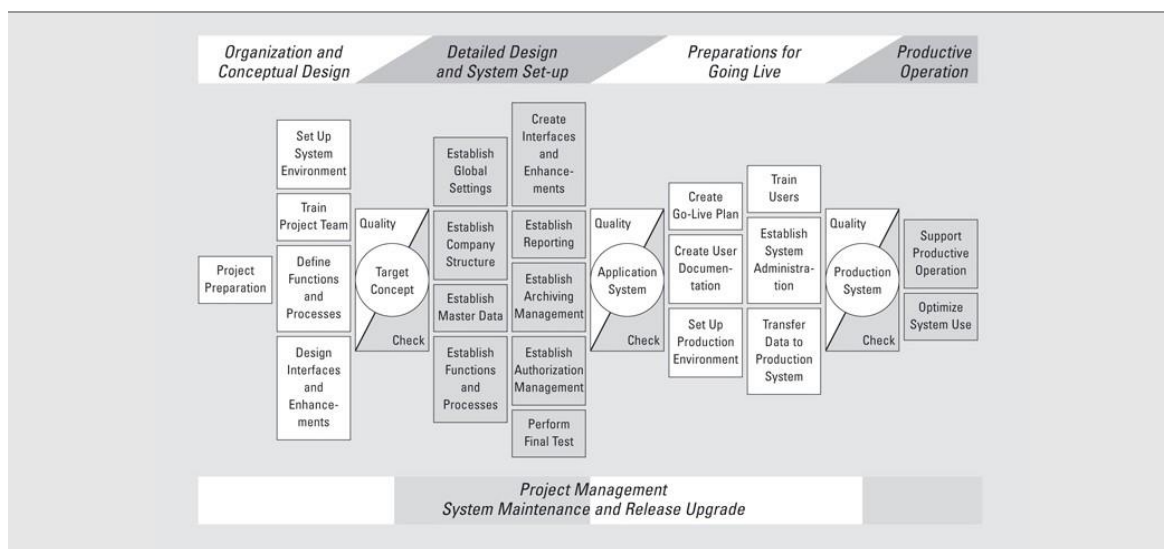 Organization and
Conceptual Design
Detailed Design
and System Set-up
Preparations for
Going Live
Productive
Operation
Project
Preparation
Set Up
System
Environment
Train
Project Team
Define
Functions
and
Processes
Design
Interfaces
and
Enhance-
ments
Quality
Target
Concept
Check
Establish
Global
Settings
Establish
Company
Structure
Establish
Master Data
Establish
Functions
and
Processes
Create
Interfaces
and
Enhance-
ments
Establish
Reporting
Establish
Archiving
Management
Establish
Authorization
Management
Perform
Final Test
Quality
Application
System
Check
Create
Go-Live Plan
Create User
Documen-
tation
Set Up
Production
Environment
Train
Users
Establish
System
Administra-
tion
Transfer
Data to
Production
System
Quality
Production
System
Check
Support
Productive
Operation
Optimize
System Use
Project Management
System Maintenance and Release Upgrade